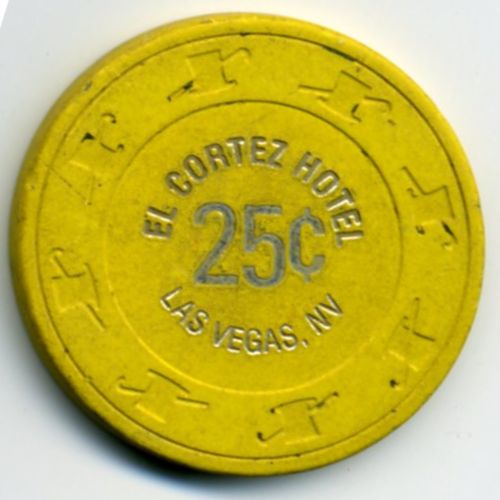 EL CORTEZ HOTEL
25¢
LAS VEGAS, NV